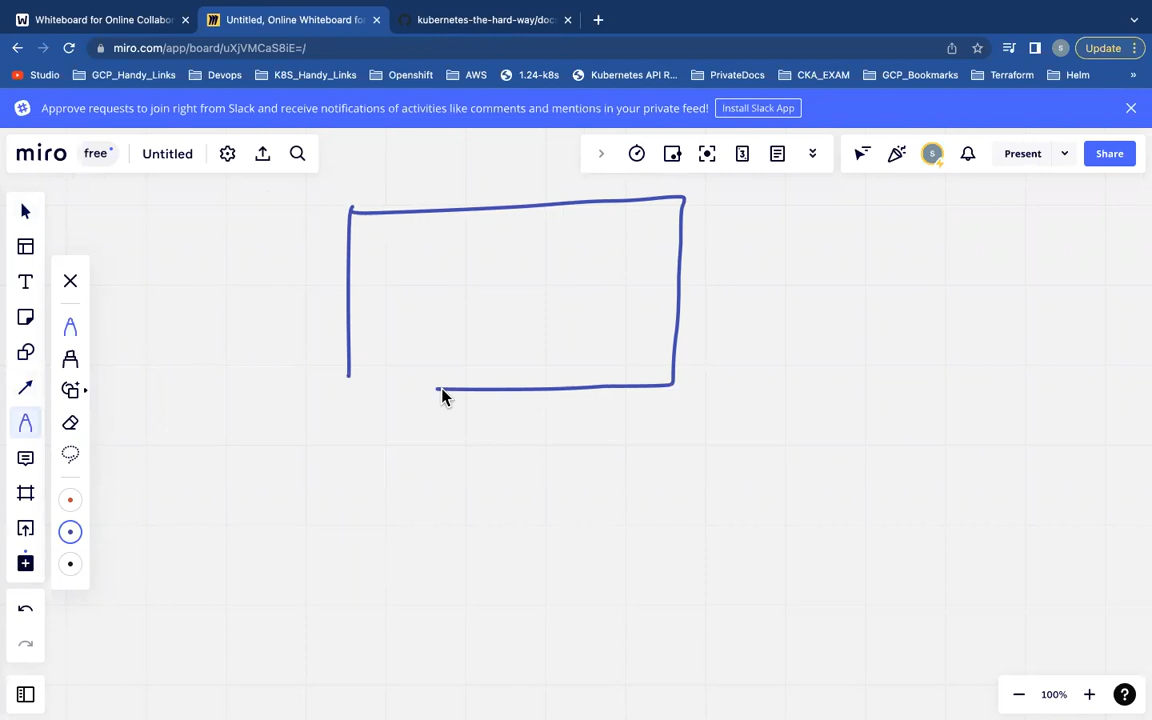 Whiteboard for Online Collabor
Untitled, Online Whiteboard fo
kubernetes-the-hard-way/doc
miro.com/app/board/uXjVMCaS8iE=/
S
Update
Studio
GCP_Handy_Links
Devops
K8S_Handy_Links
Openshift
AWS
1.24-k8s
Kubernetes API R...
PrivateDocs
CKA_EXAM
GCP_Bookmarks
Terraform
Helm
»
Approve requests to join right from Slack and receive notifications of activities like comments and mentions in your private feed!
Install Slack App
miro
free
Untitled
3
S
Present
Share
T
100%
?